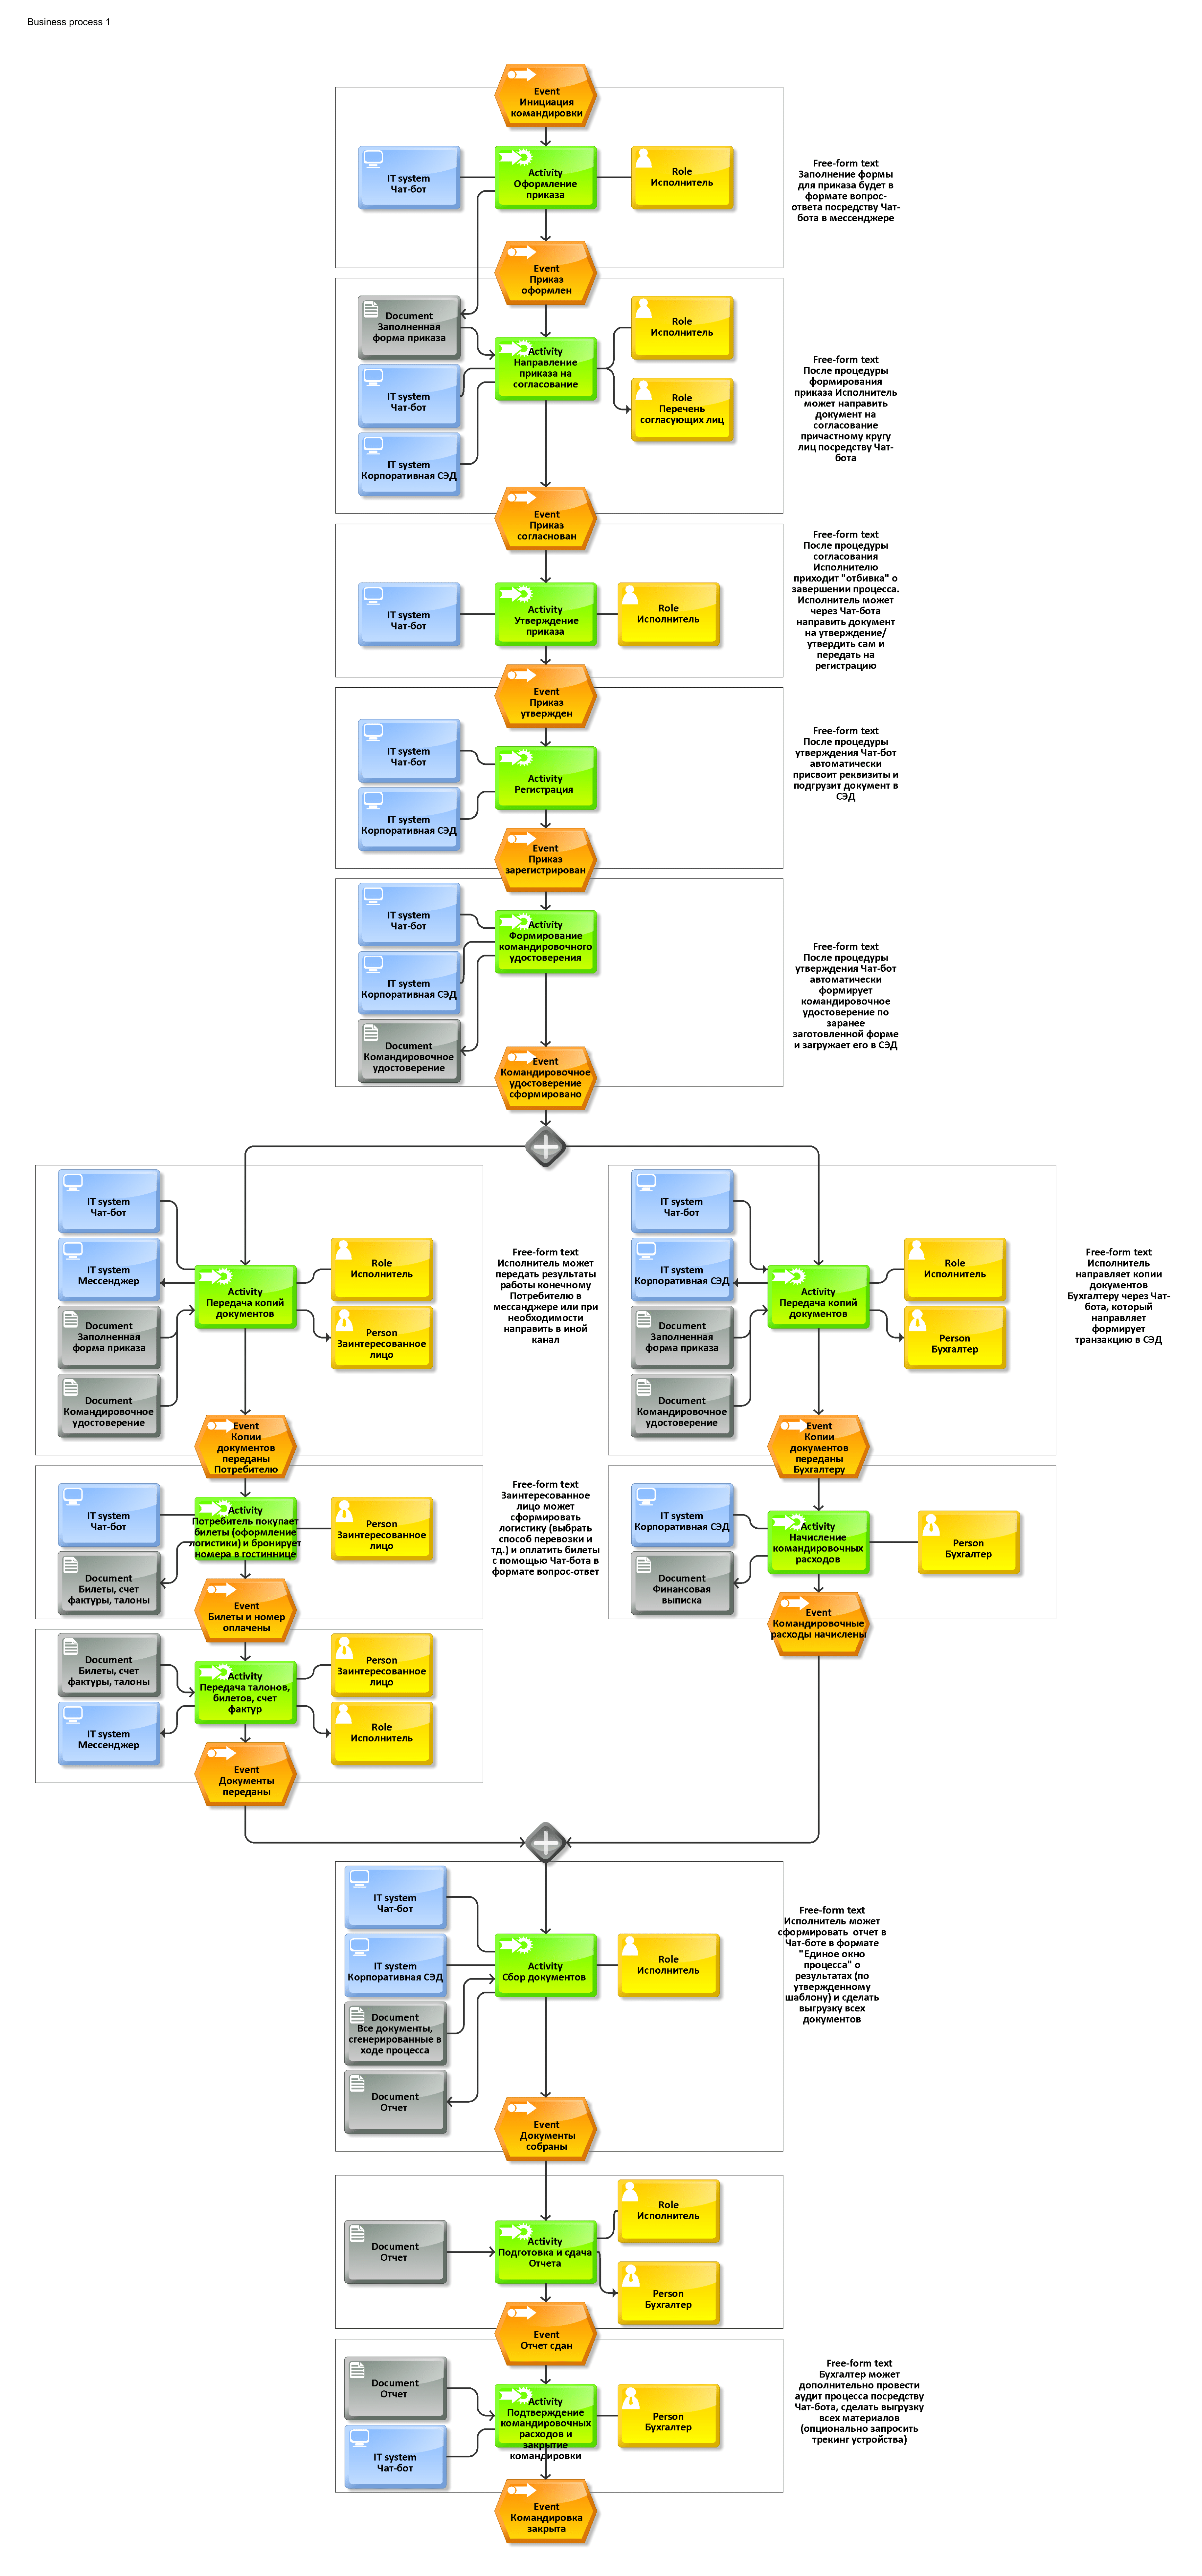 Business process 1
Event
Инициация
командировки
IT system
Чат-бот
Activity
Оформление
приказа
Role
Исполнитель
Free-form text
Заполнение формы
для приказа будет в
формате вопрос-
ответа посредству Чат-
бота в мессенджере
Event
Приказ
оформлен
Document
Заполненная
форма приказа
IT system
Чат-бот
IT system
Корпоративная СЭД
Activity
Направление
приказа на
согласование
Role
Исполнитель
Role
Перечень
согласующих лиц
Free-form text
После процедуры
формирования
приказа Исполнитель
может направить
документ на
согласование
причастному кругу
лиц посредству Чат-
бота
Event
Приказ
согласнован
IT system
Чат-бот
Activity
Утверждение
приказа
Role
Исполнитель
Free-form text
После процедуры
согласования
Исполнителю
приходит "отбивка" о
завершении процесса.
Исполнитель может
через Чат-бота
направить документ
на утверждение/
утвердить сам и
передать на
регистрацию
Event
Приказ
утвержден
IT system
Чат-бот
IT system
Корпоративная СЭД
Activity
Регистрация
Free-form text
После процедуры
утверждения Чат-бот
автоматически
присвоит реквизиты и
подгрузит документ в
СЭД
Event
Приказ
зарегистрирован
IT system
Чат-бот
IT system
Корпоративная СЭД
Document
Командировочное
удостоверение
Activity
Формирование
командировочного
удостоверения
Free-form text
После процедуры
утверждения Чат-бот
автоматически
формирует
командировочное
удостоверение по
заранее
заготовленной форме
и загружает его в СЭД
Event
Командировочное
удостоверение
сформировано
IT system
Чат-бот
IT system
Мессенджер
Document
Заполненная
форма приказа
Document
Командировочное
удостоверение
Activity
Передача копий
документов
Role
Исполнитель
Person
Заинтересованное
лицо
Free-form text
Исполнитель может
передать результаты
работы конечному
Потребителю в
мессанджере или при
необходимости
направить в иной
канал
IT system
Чат-бот
IT system
Корпоративная СЭД
Document
Заполненная
форма приказа
Document
Командировочное
удостоверение
Activity
Передача копий
документов
Role
Исполнитель
Person
Бухгалтер
Free-form text
Исполнитель
направляет копии
документов
Бухгалтеру через Чат-
бота, который
направляет
формирует
транзакцию в СЭД
Event
Копии
документов
переданы
Потребителю
Event
Копии
документов
переданы
Бухгалтеру
IT system
Чат-бот
Document
Билеты, счет
фактуры, талоны
Activity
Потребитель покупает
билеты (оформление
логистики) и бронирует
номера в гостиннице
Person
Заинтересованное
лицо
Free-form text
Заинтересованное
лицо может
сформировать
логистику (выбрать
способ перевозки и
тд.) и оплатить билеты
с помощью Чат-бота в
формате вопрос-ответ
IT system
Корпоративная СЭД
Document
Финансовая
выписка
Activity
Начисление
командировочных
расходов
Person
Бухгалтер
Event
Билеты и номер
оплачены
Event
Командировочные
расходы начислены
Document
Билеты, счет
фактуры, талоны
IT system
Мессенджер
Activity
Передача талонов,
билетов, счет
фактур
Person
Заинтересованное
лицо
Role
Исполнитель
Event
Документы
переданы
IT system
Чат-бот
IT system
Корпоративная СЭД
Document
Все документы,
сгенерированные в
ходе процесса
Document
Отчет
Activity
Сбор документов
Role
Исполнитель
Free-form text
Исполнитель может
сформировать отчет в
Чат-боте в формате
"Единое окно
процесса" о
результатах (по
утвержденному
шаблону) и сделать
выгрузку всех
документов
Event
Документы
собраны
Document
Отчет
Activity
Подготовка и сдача
Отчета
Role
Исполнитель
Person
Бухгалтер
Event
Отчет сдан
Document
Отчет
IT system
Чат-бот
Activity
Подтверждение
командировочных
расходов и
закрытие
командировки
Person
Бухгалтер
Free-form text
Бухгалтер может
дополнительно провести
аудит процесса посредству
Чат-бота, сделать выгрузку
всех материалов
(опционально запросить
трекинг устройства)
Event
Командировка
закрыта